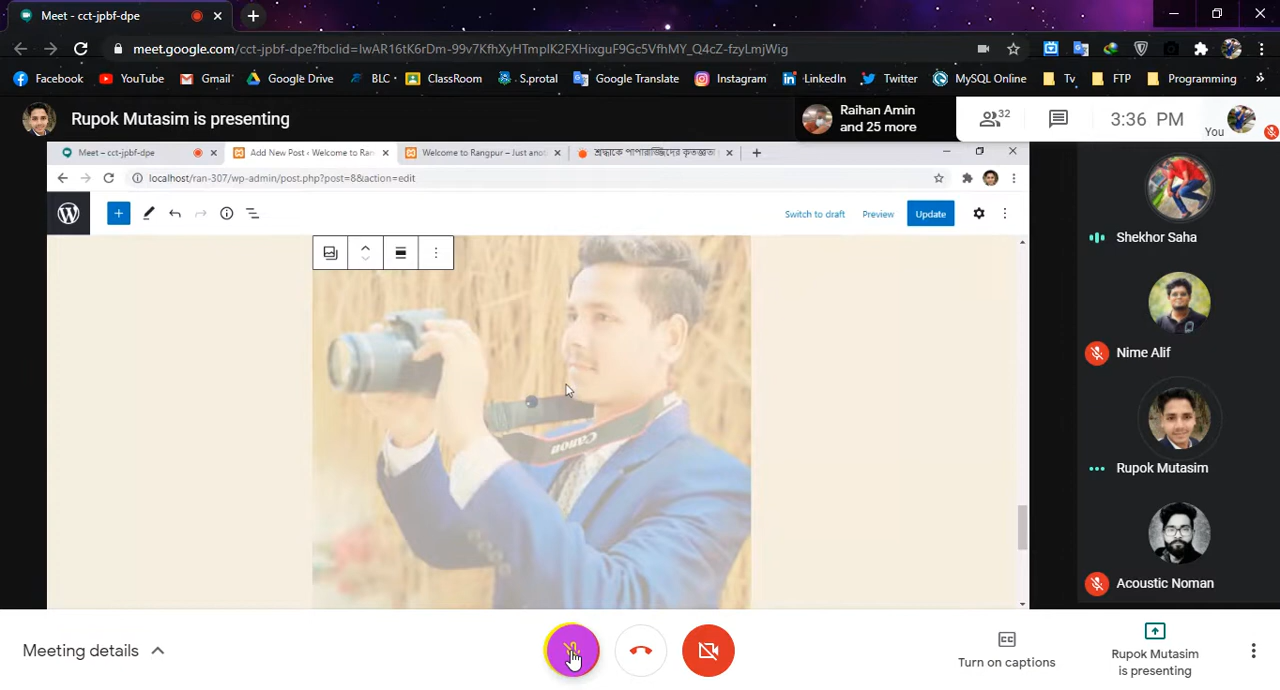 Meet – cct-jpbf-dpe
meet.google.com/cct-jpbf-dpe?fbclid=IwAR16tK6rDm-99v7KfhXyHTmplK2FXHixguF9Gc5VfhMY_Q4cZ-fzyLmjWig
Facebook YouTube Gmail Google Drive BLC ClassRoom S.protal Google Translate Instagram LinkedIn Twitter MySQL Online Tv FTP Programming
Rupok Mutasim is presenting
Raihan Amin
and 25 more
32
3:36 PM
You
Meet – cct-jpbf-dpe
Add New Post ‹ Welcome to Ran
Welcome to Rangpur – Just anot
শ্রদ্ধাকে পাপারাজ্জিদের কৃতজ্ঞতা
localhost/ran-307/wp-admin/post.php?post=8&action=edit
Switch to draft Preview Update
Canon
Shekhor Saha
Nime Alif
Rupok Mutasim
Acoustic Noman
Meeting details
Turn on captions
Rupok Mutasim
is presenting